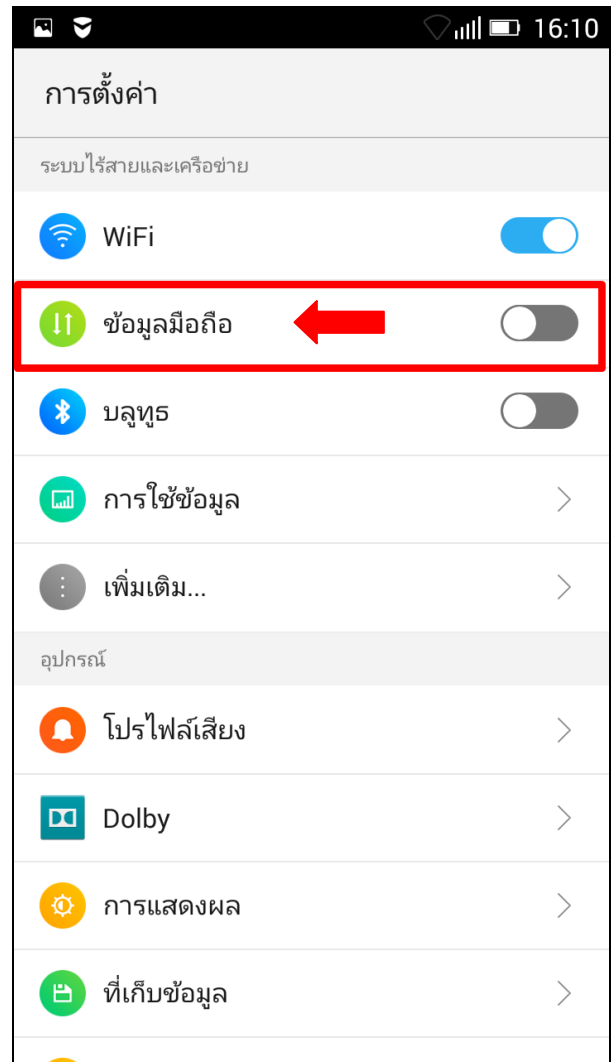 16:10
การตั้งค่า
ระบบไร้สายและเครือข่าย
WiFi
ข้อมูลมือถือ
บลูทูธ
การใช้ข้อมูล
เพิ่มเติม...
อุปกรณ์
โปรไฟล์เสียง
Dolby
การแสดงผล
ที่เก็บข้อมูล